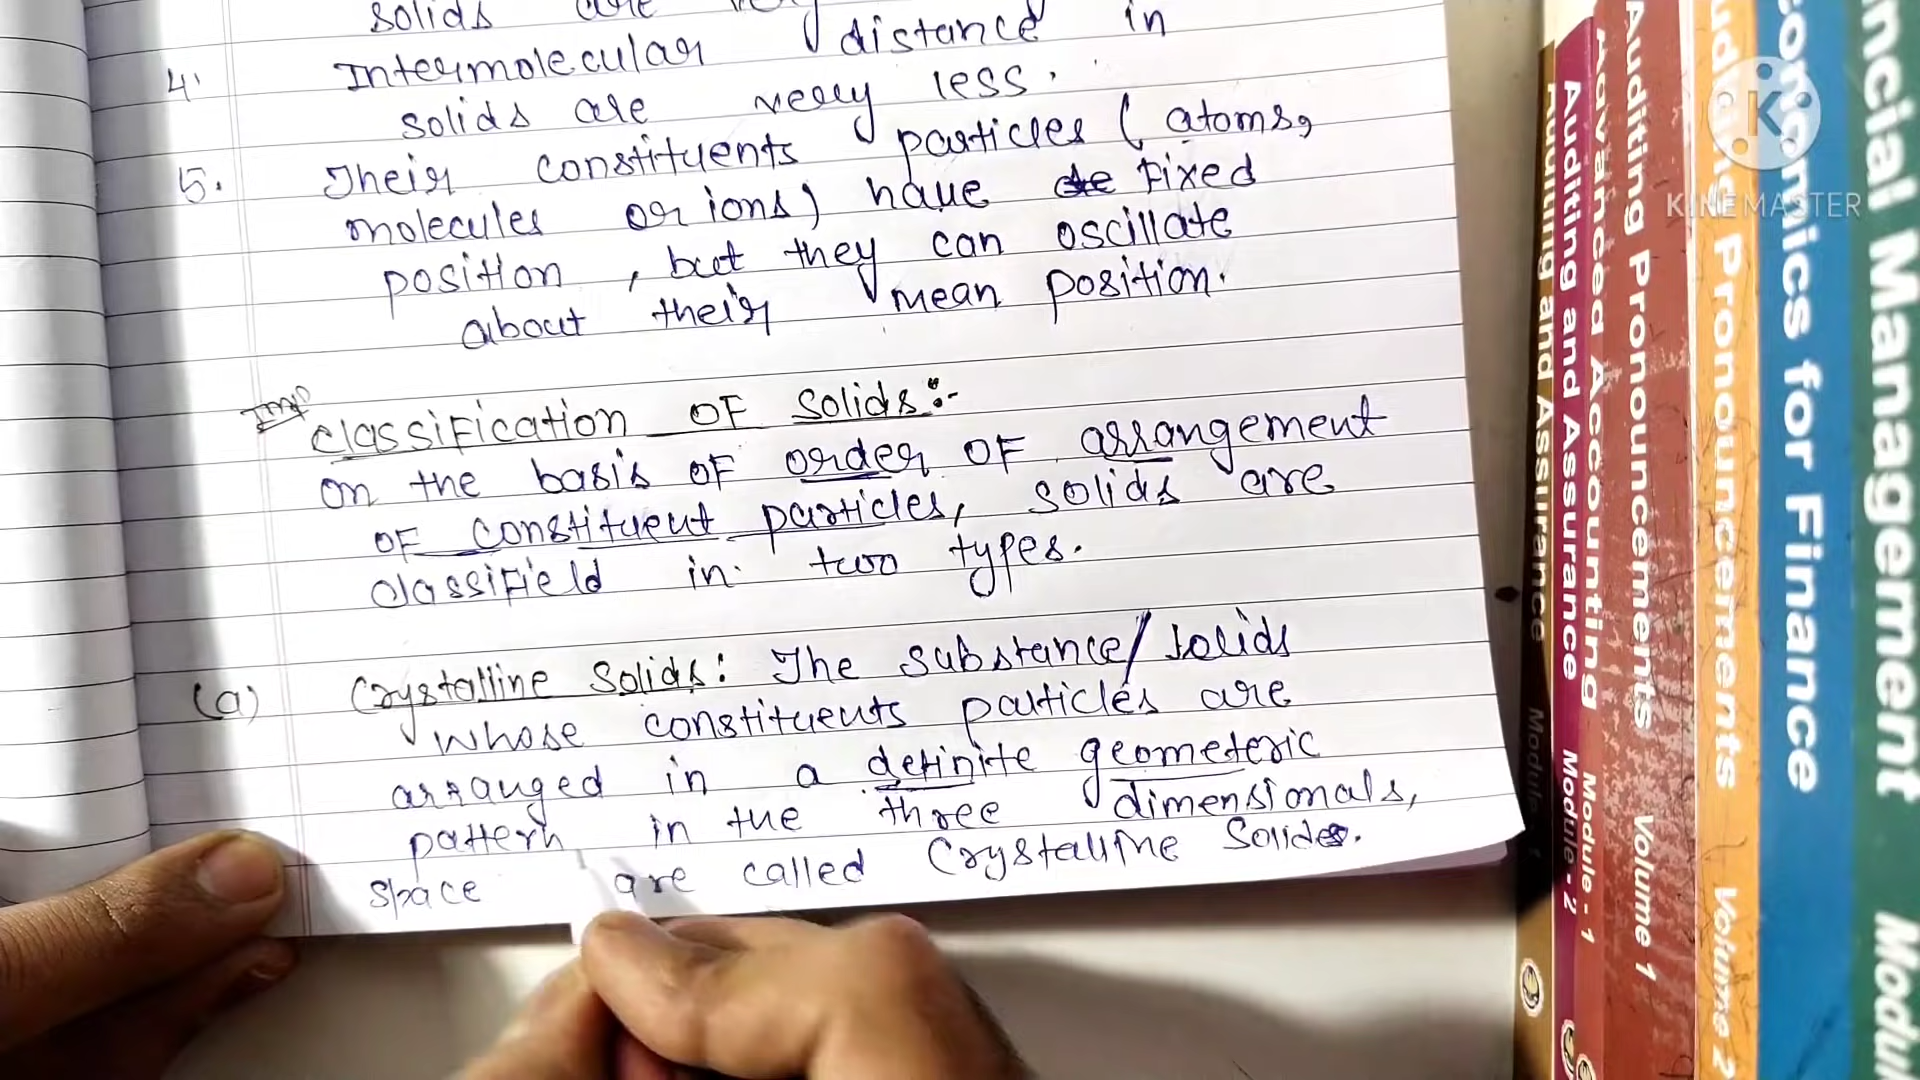 solids are
4. Intermolecular distance in
solids are very less.
5. Their constituents particles ( atoms,
molecules or ions) have fixed
position , but they can oscillate
about their mean position.
Imp
Classification OF Solids:-
On the basis OF order OF arrangement
OF constituent particles, solids are
classifield in two types.
(a) Crystalline Solids: The substance/solids
whose constituents particles are
arranged in a definite geometeric
pattern in the three dimensionals,
space are called Crystalline Solids.
K
KINEMASTER
Auditing and Assurance Module - 1
Auditing and Assurance Module - 2
Advanced Accounting Module - 1
Auditing Pronouncements Volume 1
Auditing Pronouncements Volume 2
Economics for Finance
Financial Management Modul